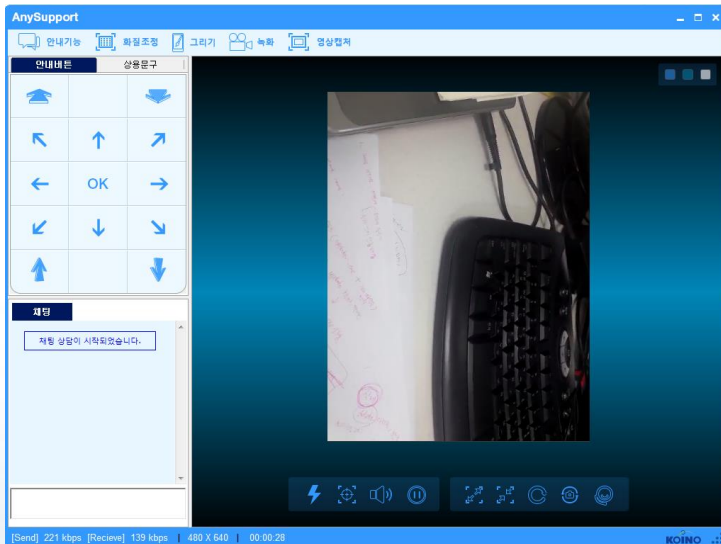 AnySupport
안내기능 화질조정 그리기 녹화 영상캡처
안내버튼 상용문구
OK
채팅
채팅 상담이 시작되었습니다.
[Send] 221 kbps [Recieve] 139 kbps | 480 X 640 | 00:00:28
KOINO